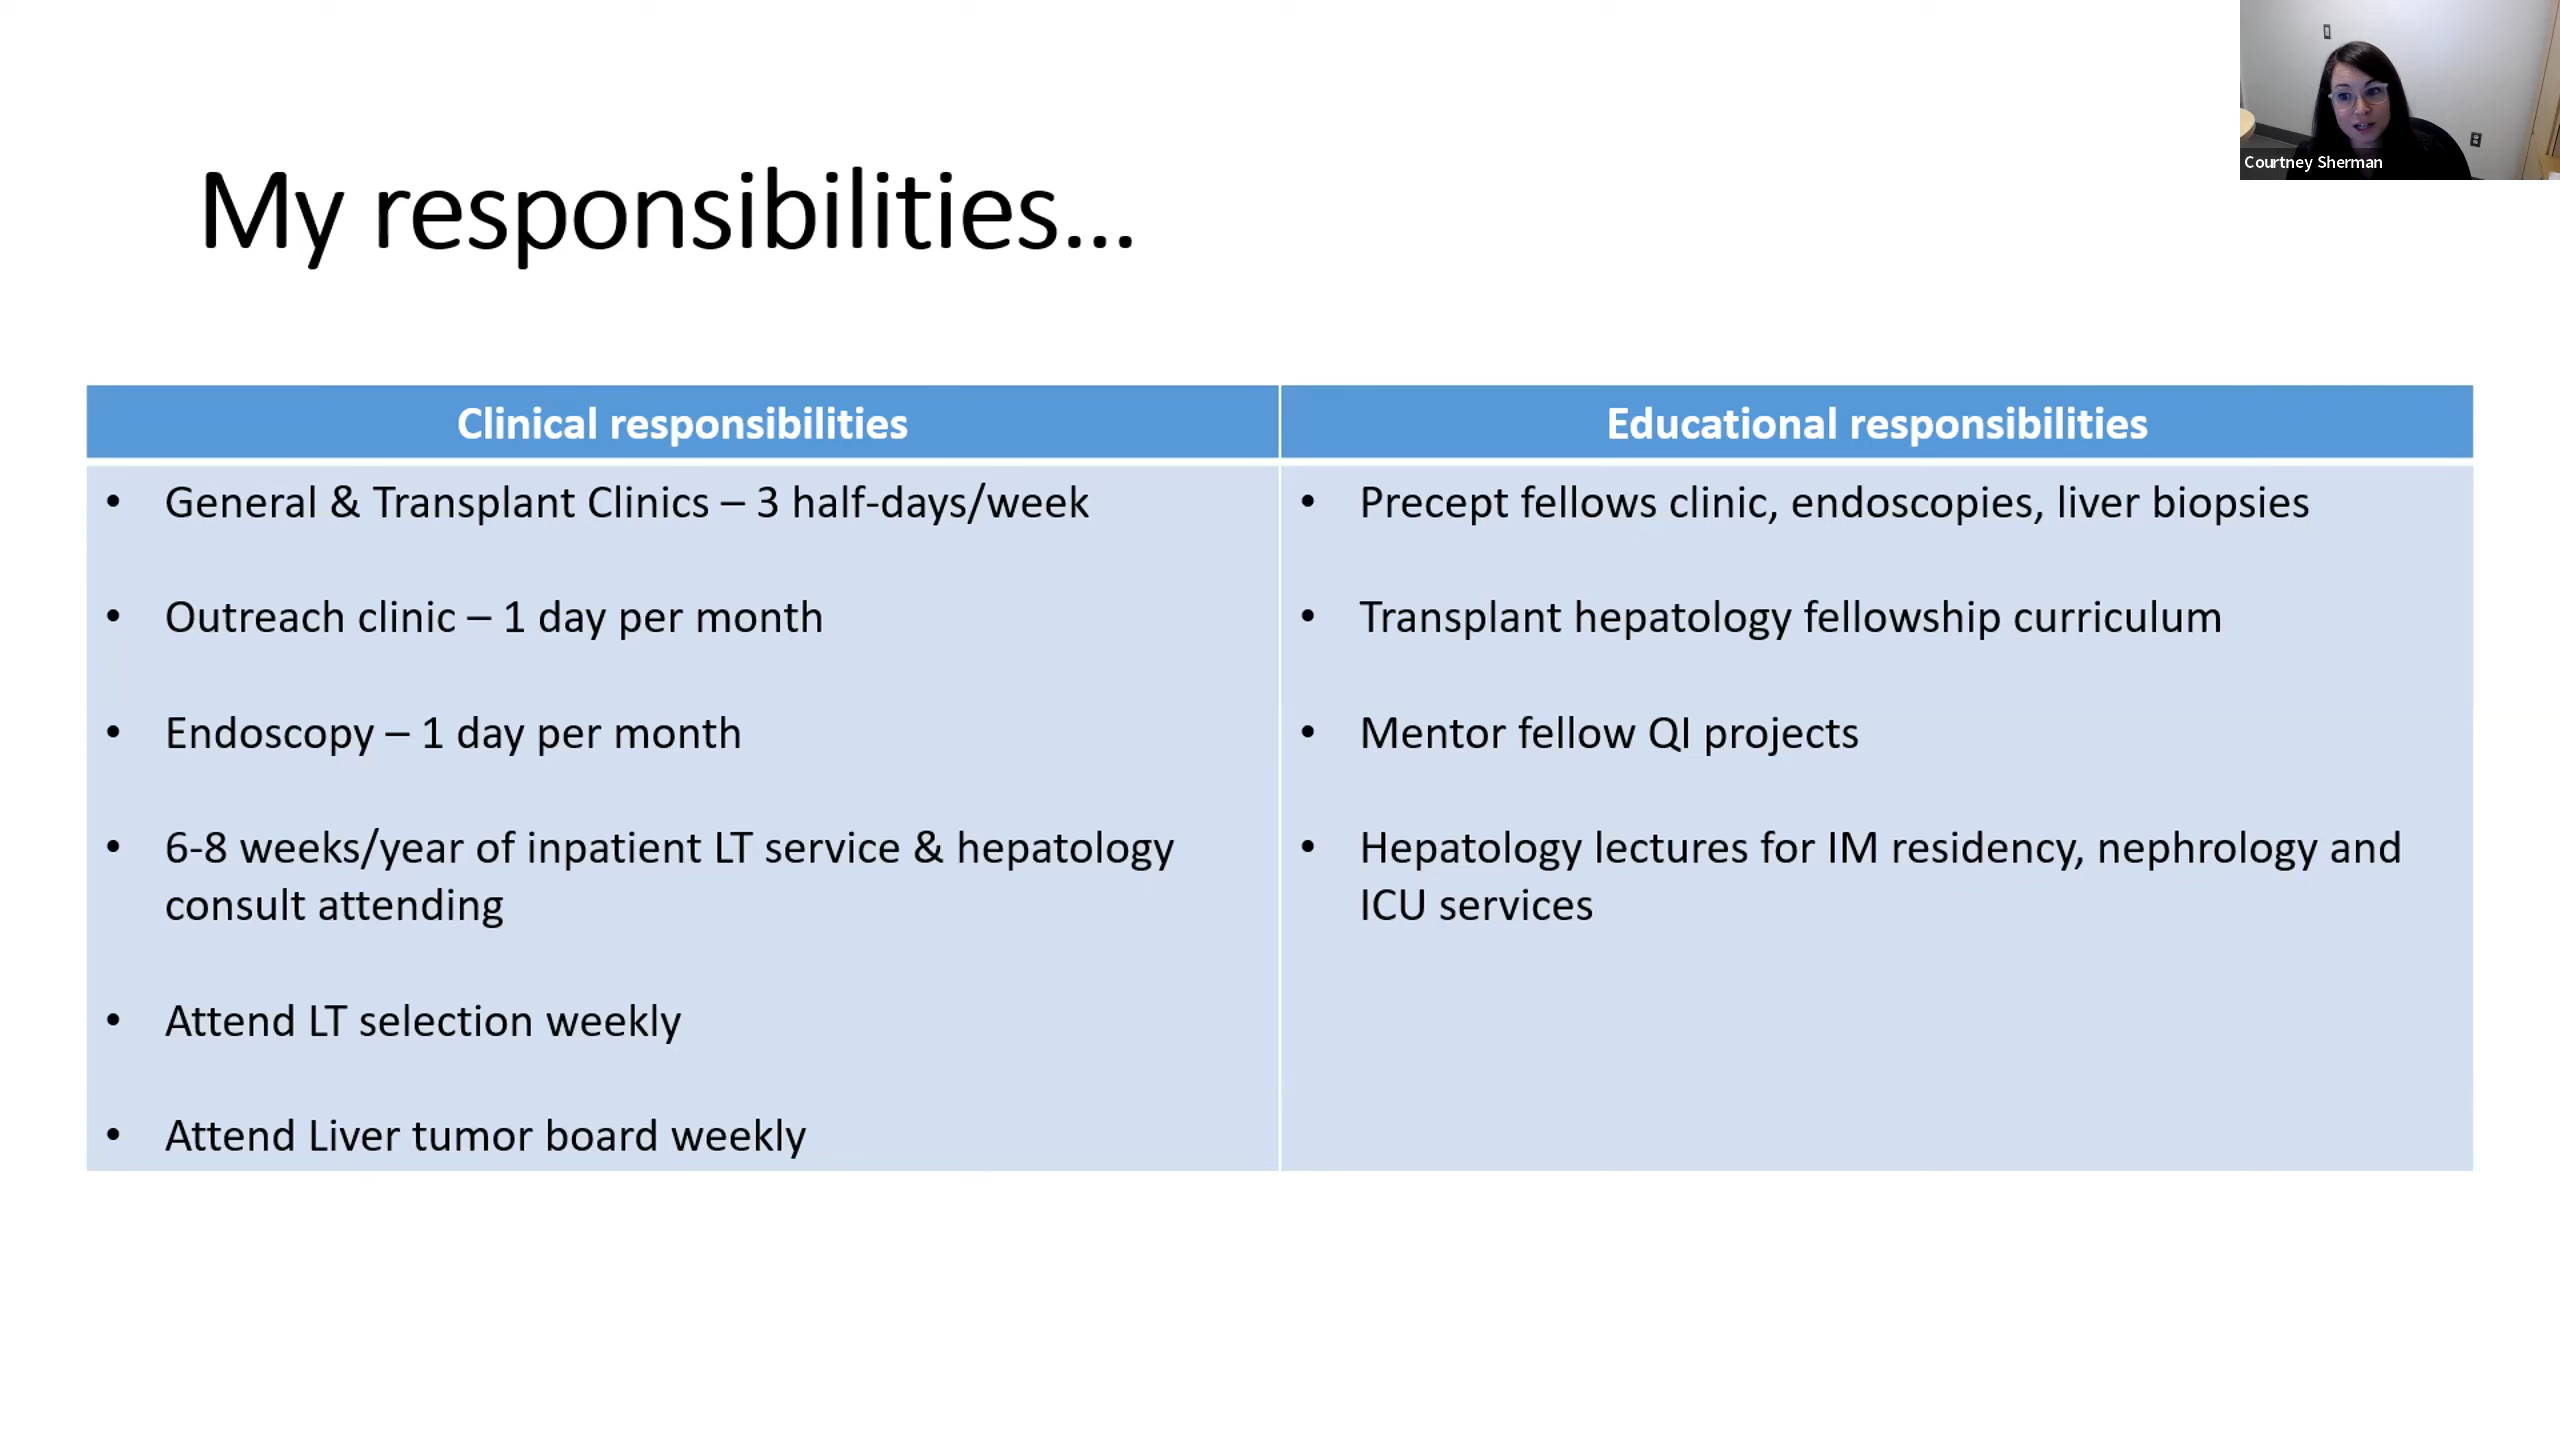 Courtney Sherman
My responsibilities...
Clinical responsibilities
Educational responsibilities
• General & Transplant Clinics – 3 half-days/week
• Outreach clinic – 1 day per month
• Endoscopy – 1 day per month
• 6-8 weeks/year of inpatient LT service & hepatology
consult attending
• Attend LT selection weekly
• Attend Liver tumor board weekly
• Precept fellows clinic, endoscopies, liver biopsies
• Transplant hepatology fellowship curriculum
• Mentor fellow QI projects
• Hepatology lectures for IM residency, nephrology and
ICU services